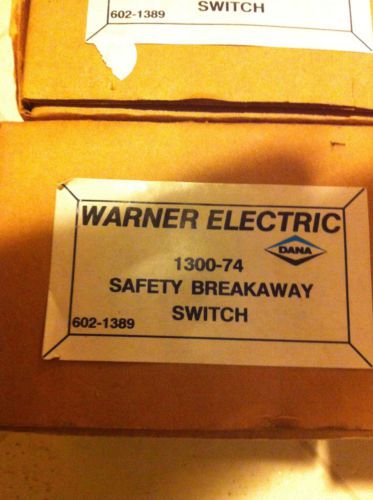 SWITCH
602-1389
WARNER ELECTRIC
DANA
1300-74
SAFETY BREAKAWAY
SWITCH
602-1389